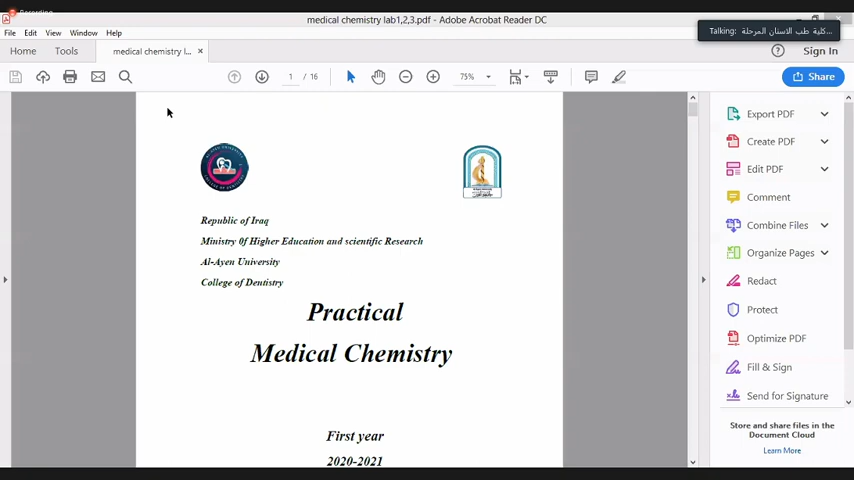 Recording
medical chemistry lab1,2,3.pdf - Adobe Acrobat Reader DC
Talking: كلية طب الاسنان المرحلة...
File Edit View Window Help
Home Tools medical chemistry l... ×
Sign In
1 / 16 75% Share
Export PDF
Create PDF
Edit PDF
Comment
Combine Files
Organize Pages
Redact
Protect
Optimize PDF
Fill & Sign
Send for Signature
Store and share files in the
Document Cloud
Learn More
Republic of Iraq
Ministry 0f Higher Education and scientific Research
Al-Ayen University
College of Dentistry
Practical
Medical Chemistry
First year
2020-2021